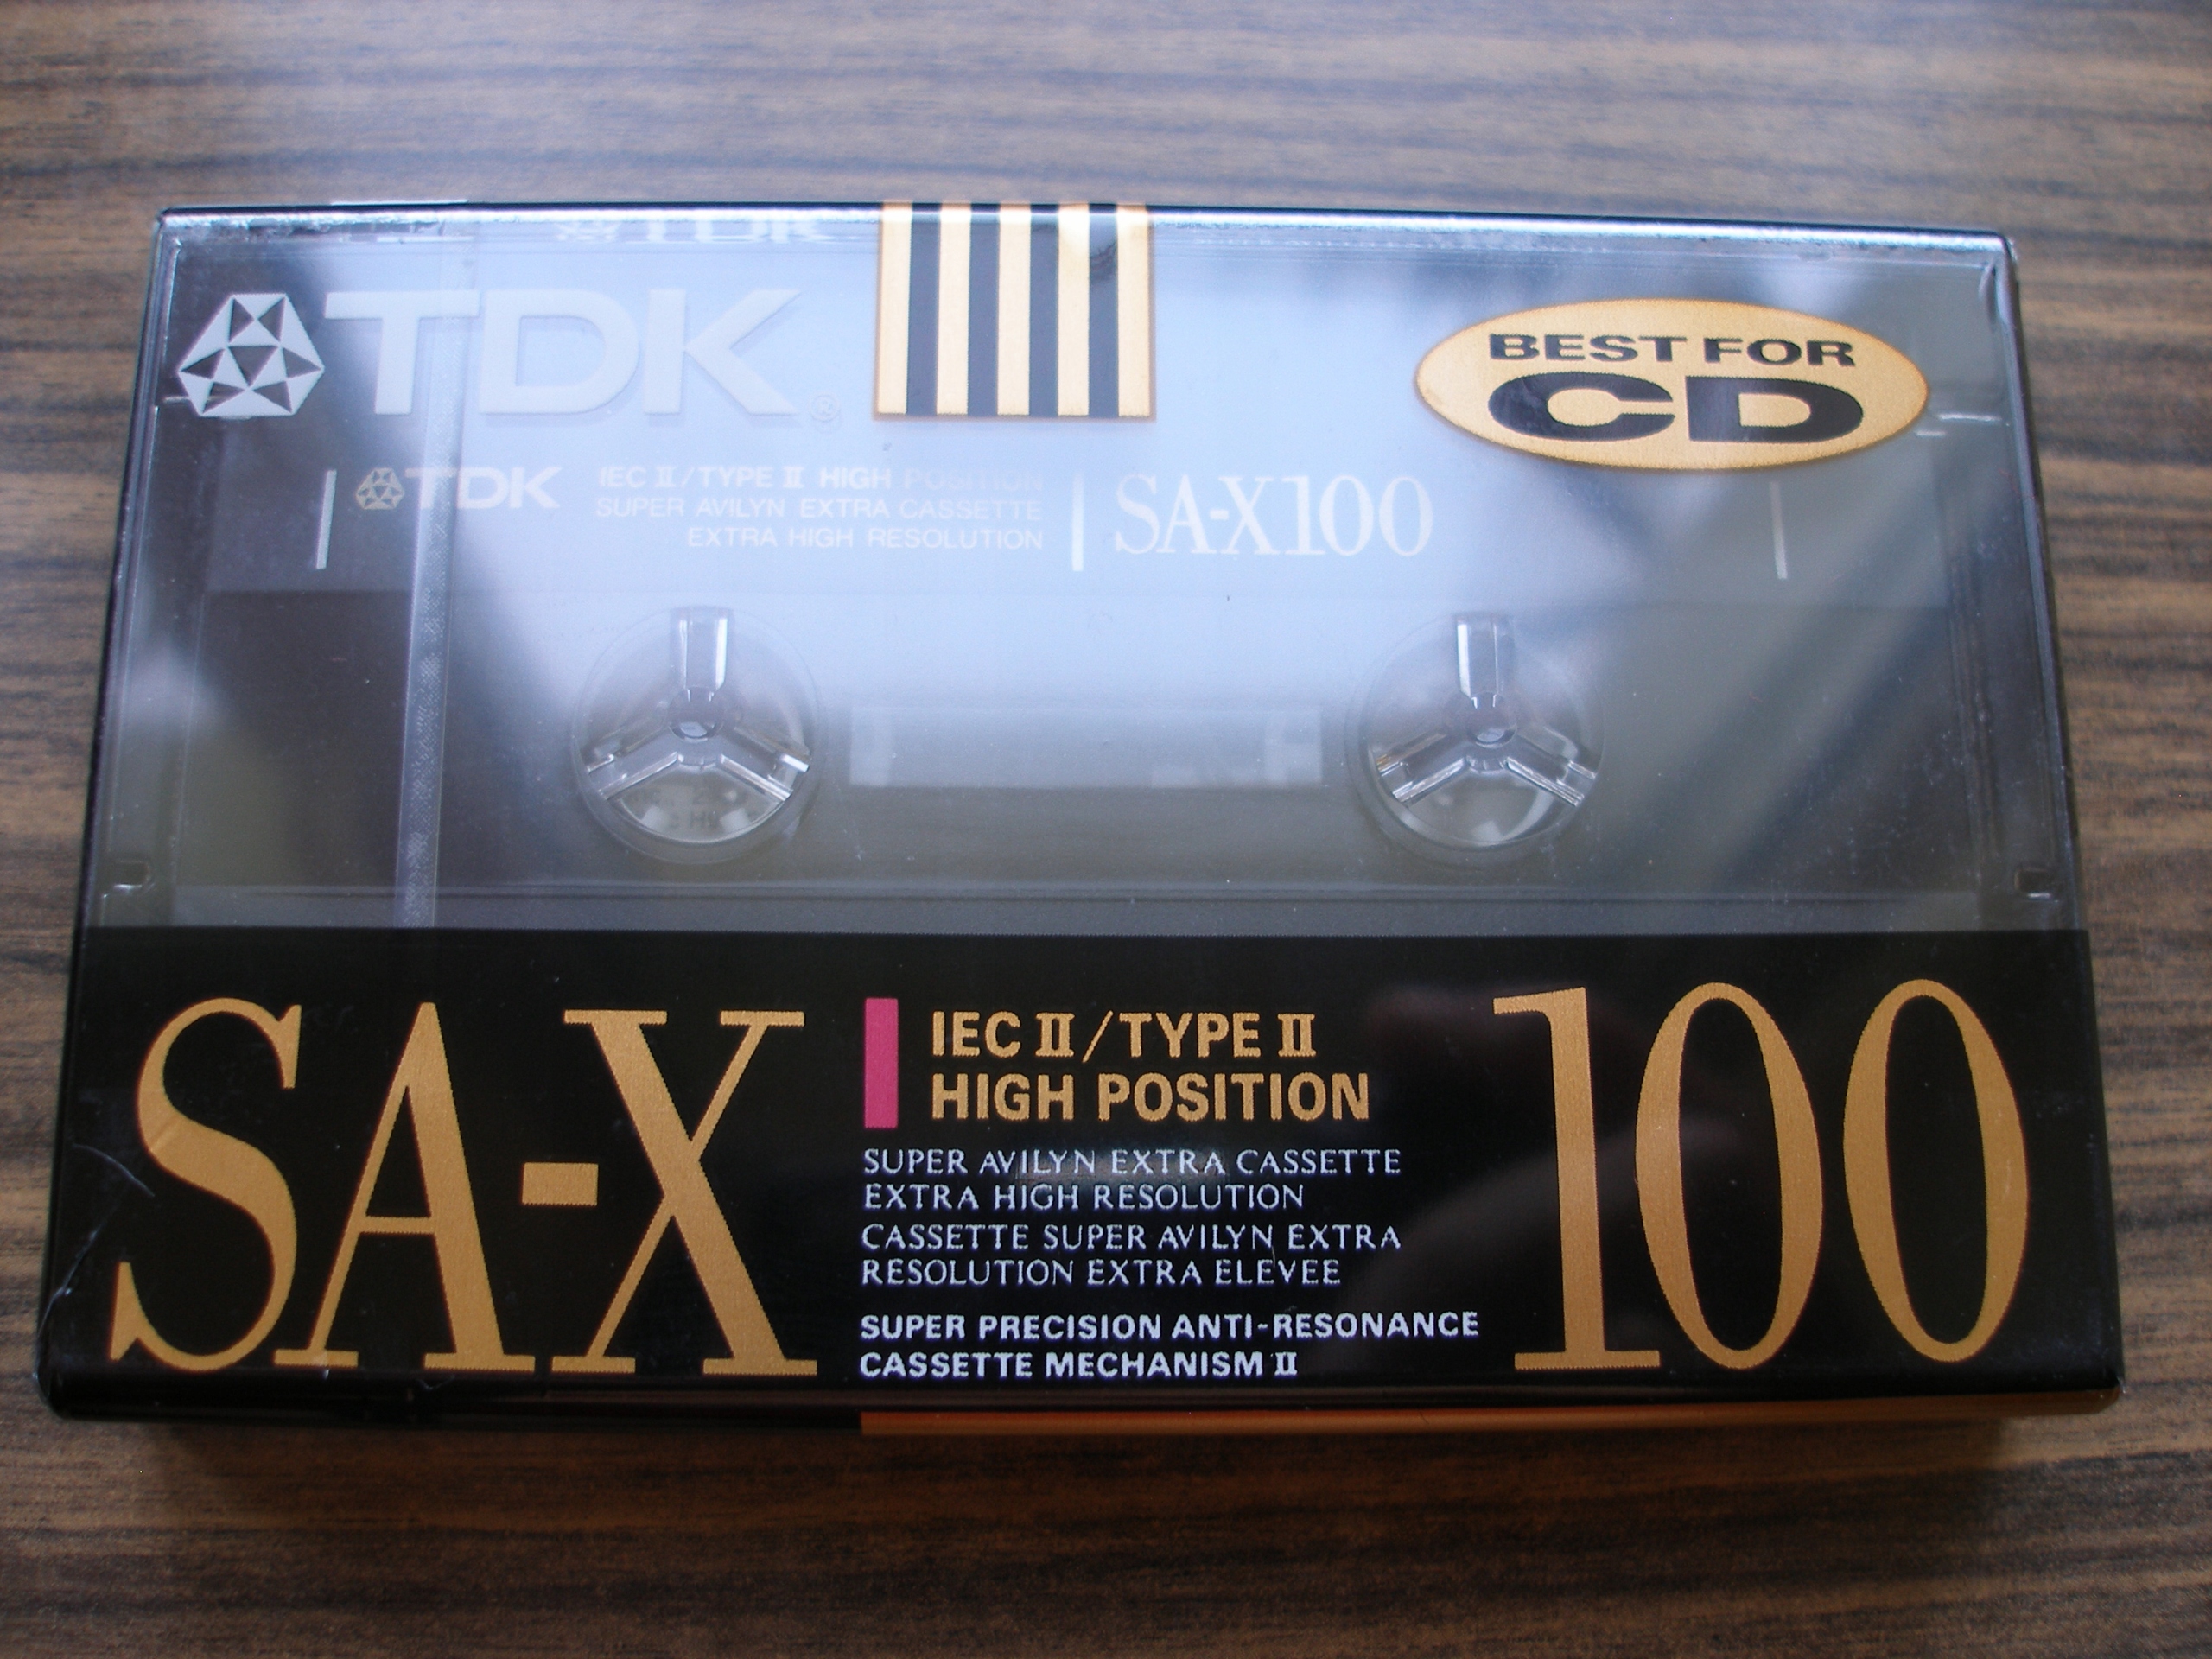 TDK
BEST FOR
CD
TDK
IEC II/TYPE II HIGH POSITION
SUPER AVILYN EXTRA CASSETTE
EXTRA HIGH RESOLUTION
SA-X100
SA-X
IEC II/TYPE II
HIGH POSITION
SUPER AVILYN EXTRA CASSETTE
EXTRA HIGH RESOLUTION
CASSETTE SUPER AVILYN EXTRA
RESOLUTION EXTRA ELEVEE
SUPER PRECISION ANTI-RESONANCE
CASSETTE MECHANISM II
100